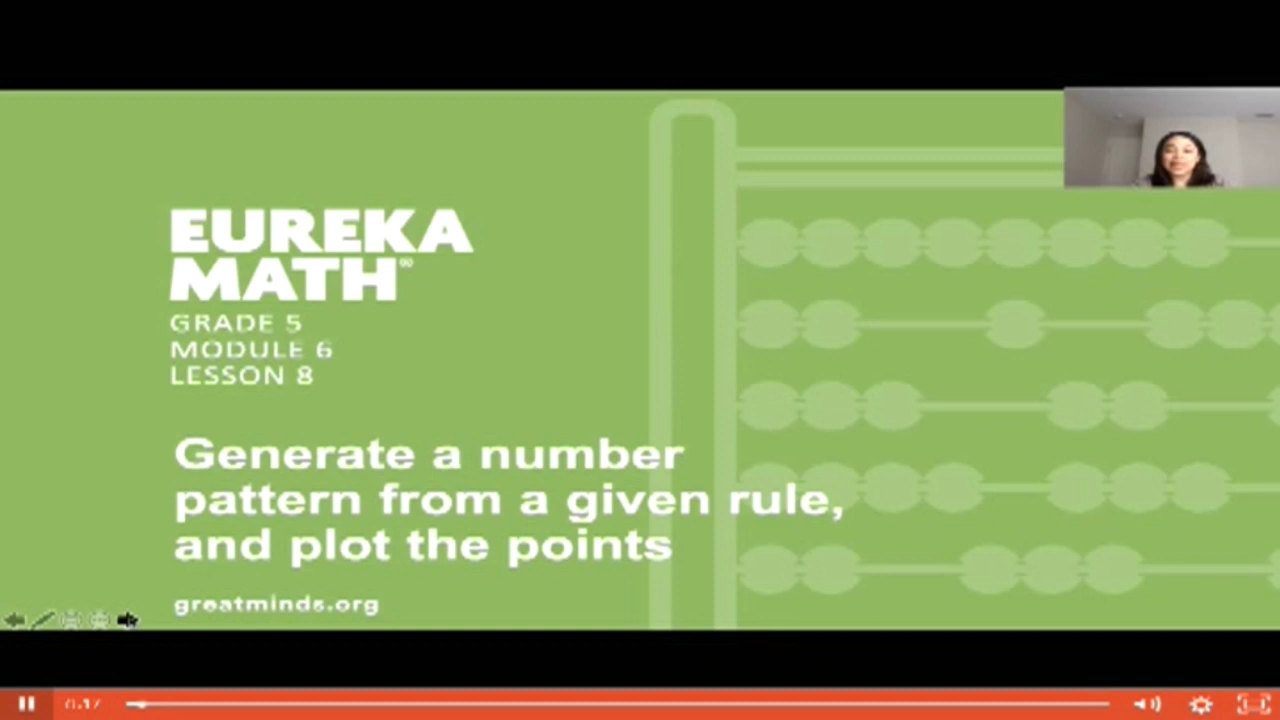 EUREKA
MATH
GRADE 5
MODULE 6
LESSON 8
Generate a number
pattern from a given rule,
and plot the points
greatminds.org